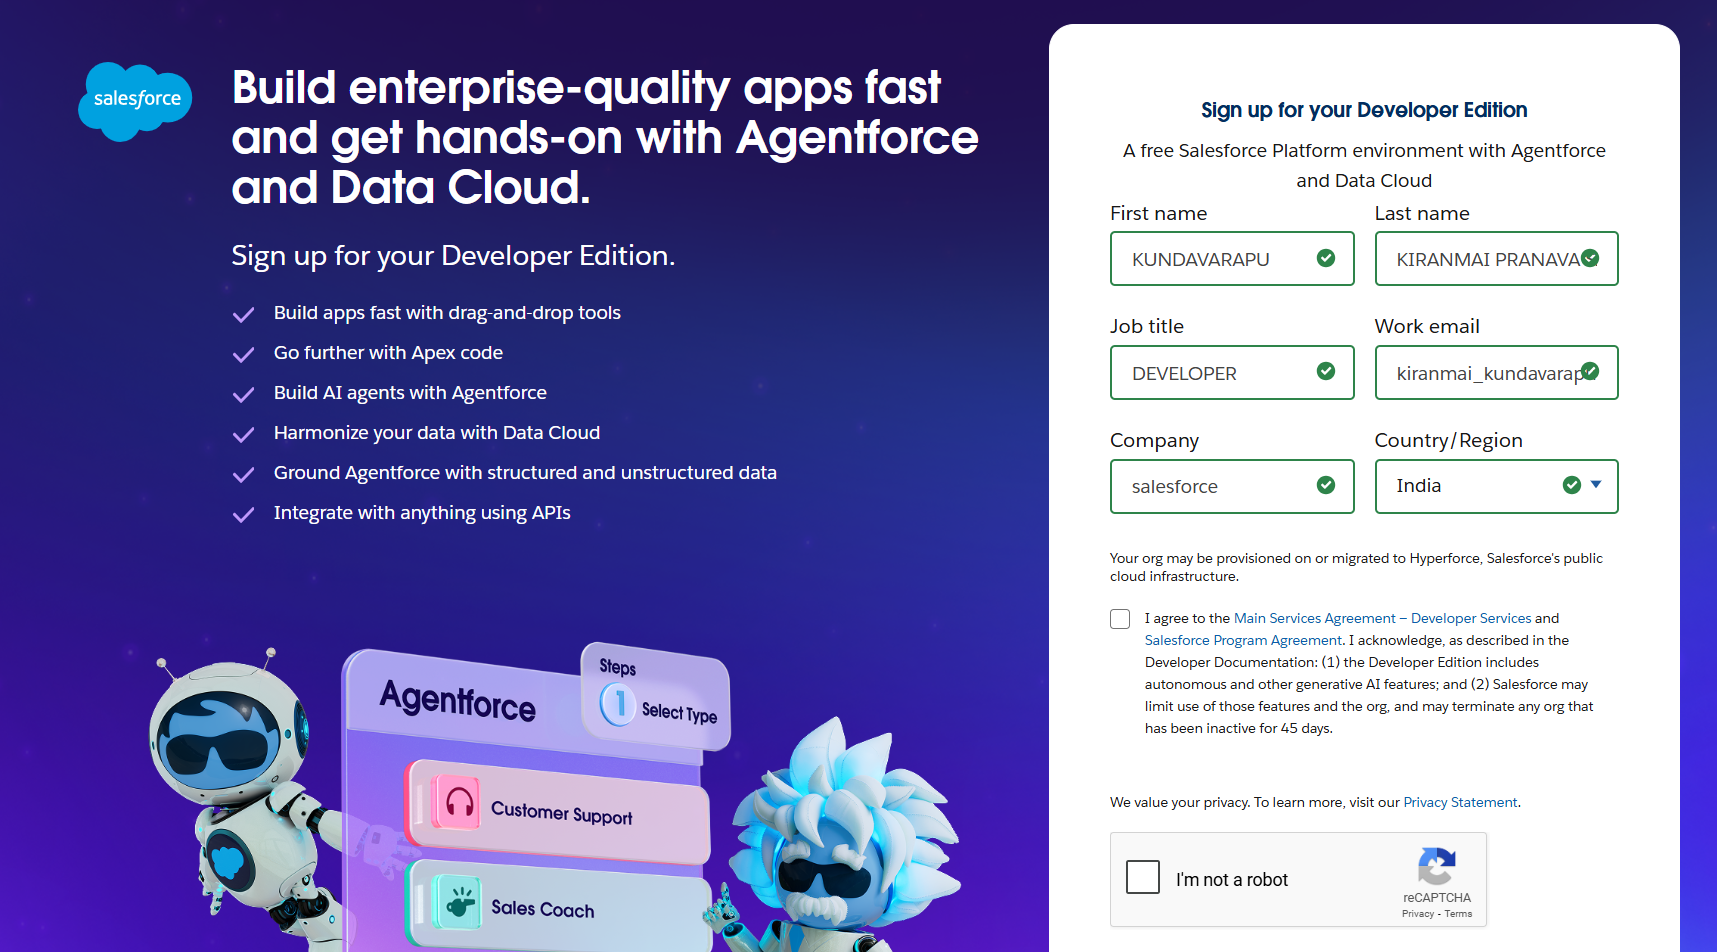 salesforce
Build enterprise-quality apps fast
and get hands-on with Agentforce
and Data Cloud.
Sign up for your Developer Edition.
Build apps fast with drag-and-drop tools
Go further with Apex code
Build AI agents with Agentforce
Harmonize your data with Data Cloud
Ground Agentforce with structured and unstructured data
Integrate with anything using APIs
Agentforce
Steps
1 Select Type
Customer Support
Sales Coach
Sign up for your Developer Edition
A free Salesforce Platform environment with Agentforce
and Data Cloud
First name Last name
KUNDAVARAPU KIRANMAI
Job title Work email
DEVELOPER
Company Country/Region
salesforce India
Your org may be provisioned on or migrated to Hyperforce, Salesforce's public
cloud infrastructure.
I agree to the Main Services Agreement – Developer Services and
Salesforce Program Agreement. I acknowledge, as described in the
Developer Documentation: (1) the Developer Edition includes
autonomous and other generative AI features; and (2) Salesforce may
limit use of those features and the org, and may terminate any org that
has been inactive for 45 days.
We value your privacy. To learn more, visit our Privacy Statement.
I'm not a robot
reCAPTCHA
Privacy - Terms